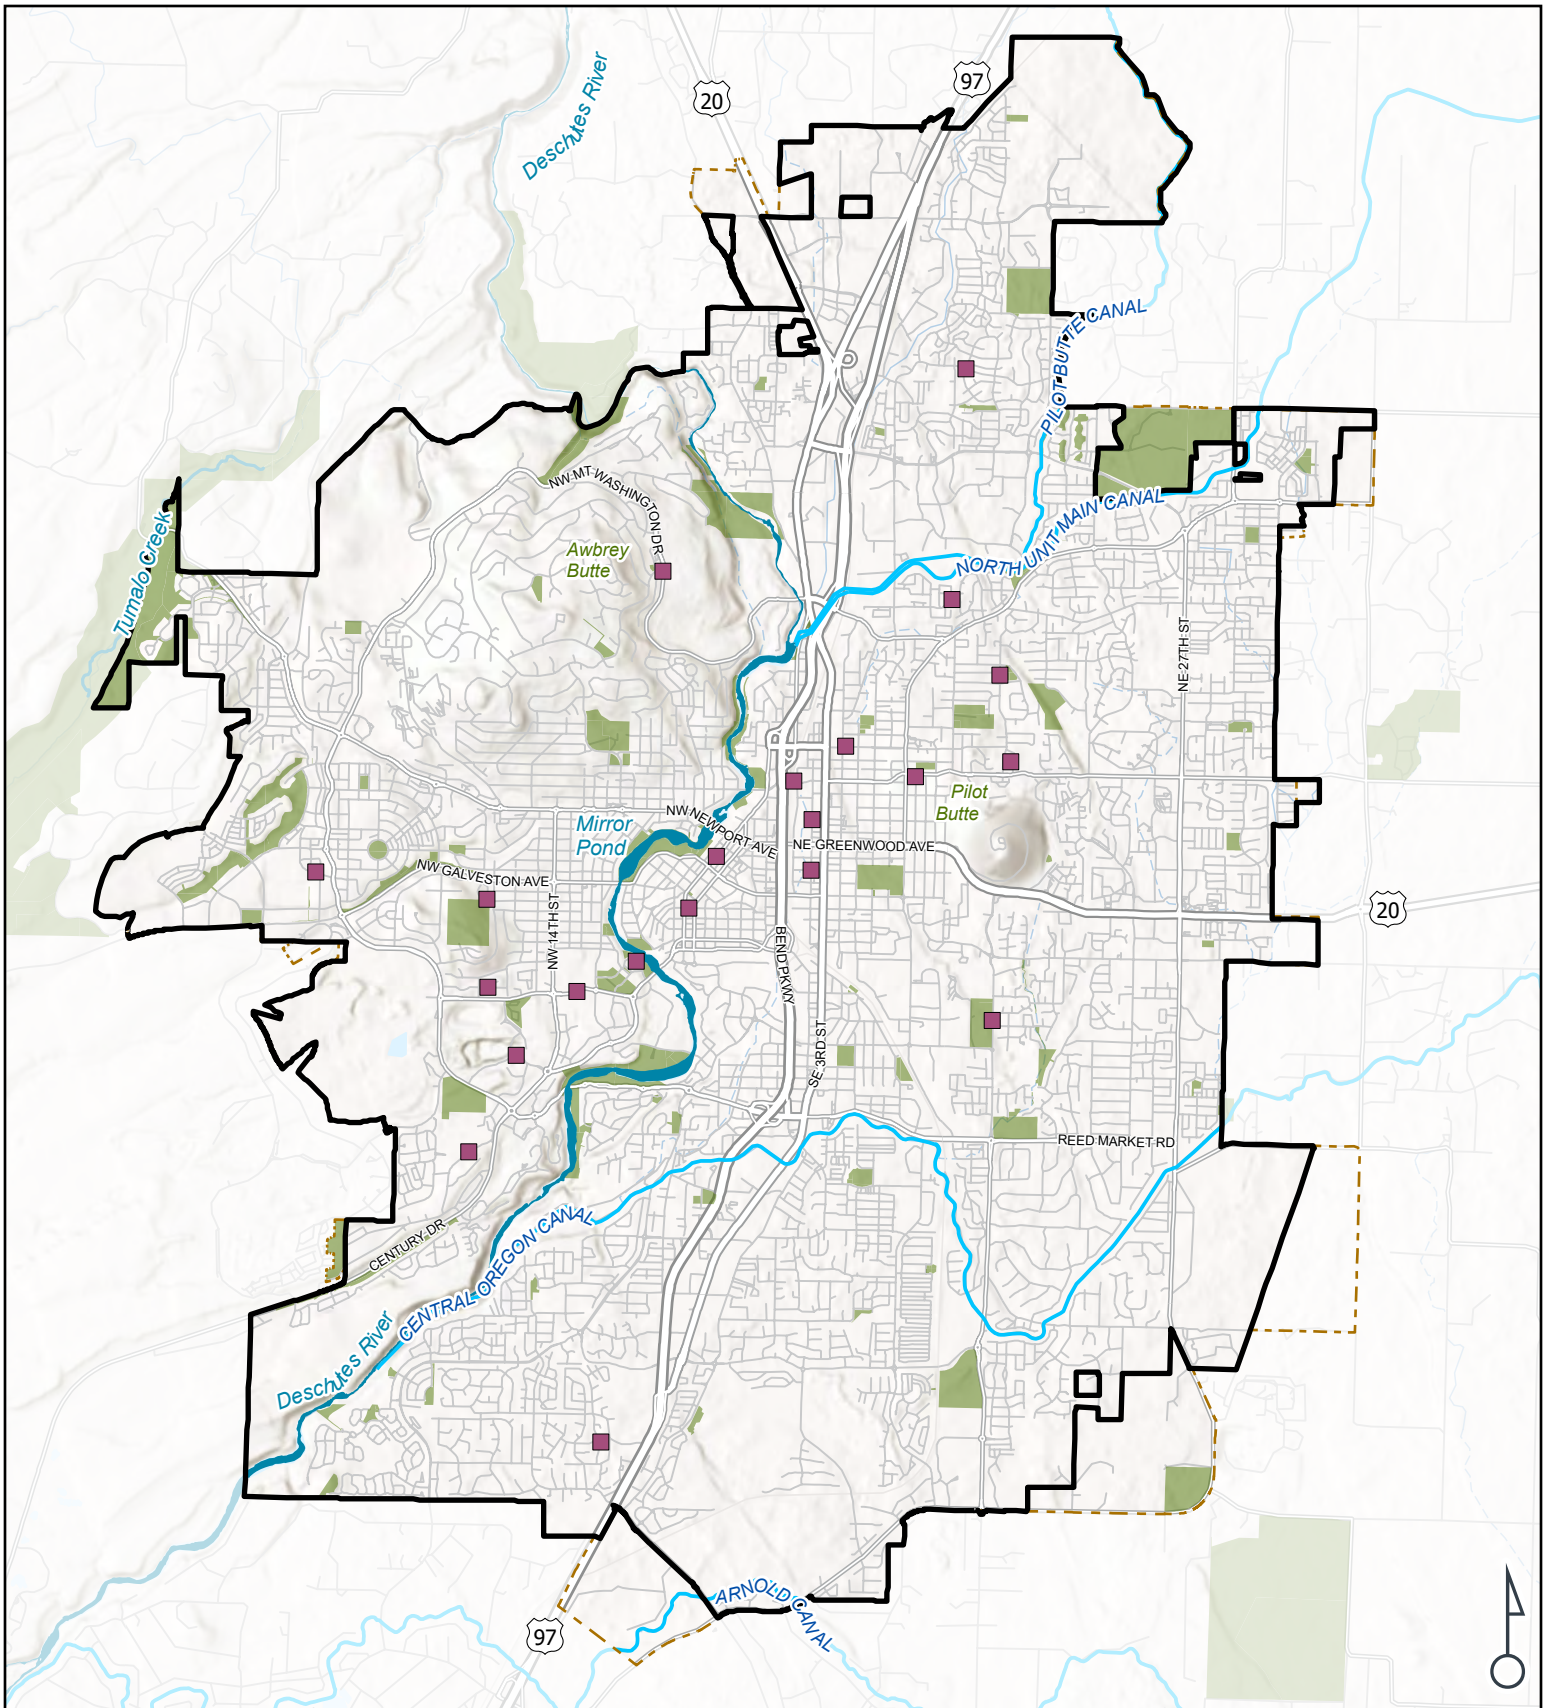 Deschutes River
20
97
PILOT BUTTE CANAL
NW MT WASHINGTON DR
NORTH UNIT MAIN CANAL
Tumalo Creek
Awbrey
Butte
NE 27TH ST
Pilot
Butte
Mirror
Pond
NW NEWPORT AVE
NE GREENWOOD AVE
NW GALVESTON AVE
NW 14TH ST
20
BEND PKWY
SE 3RD ST
REED MARKET RD
CENTURY DR
CENTRAL OREGON CANAL
Deschutes River
ARNOLD CANAL
97